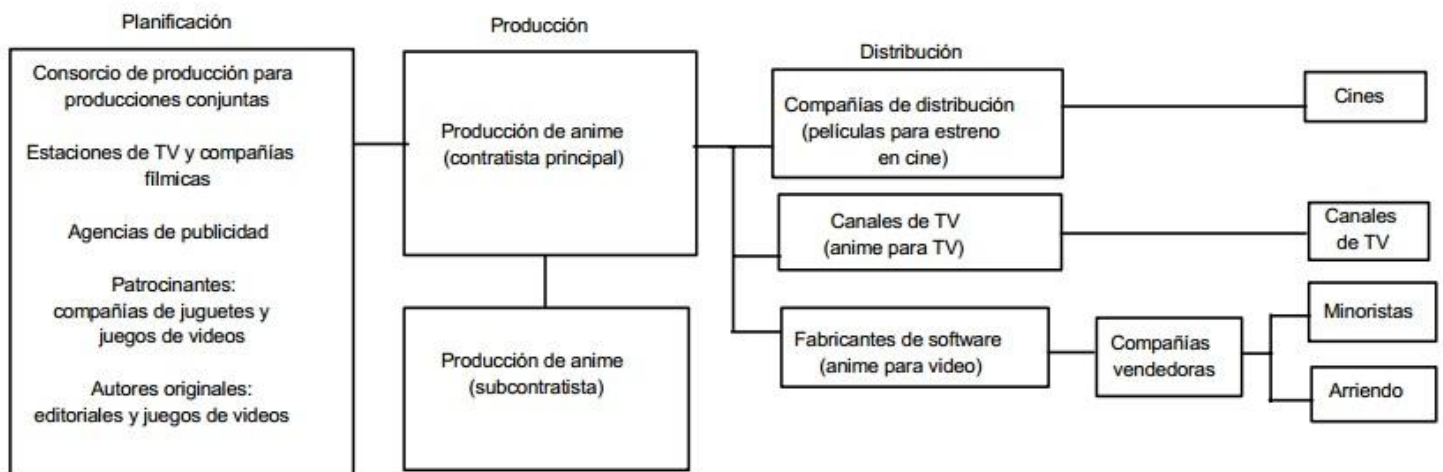 Planificación
Consorcio de producción para
producciones conjuntas
Estaciones de TV y compañías
fílmicas
Agencias de publicidad
Patrocinantes:
compañías de juguetes y
juegos de videos
Autores originales:
editoriales y juegos de videos
Producción
Producción de anime
(contratista principal)
Producción de anime
(subcontratista)
Distribución
Compañías de distribución
(películas para estreno
en cine)
Canales de TV
(anime para TV)
Fabricantes de software
(anime para video)
Compañías
vendedoras
Cines
Canales
de TV
Minoristas
Arriendo